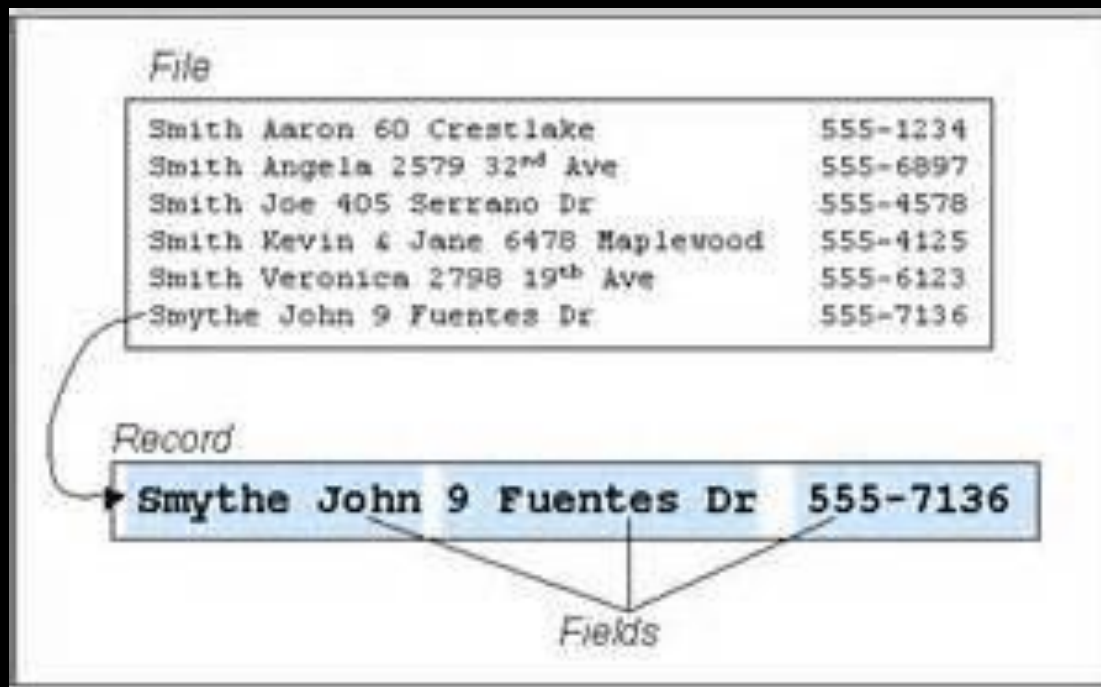 File
Smith Aaron 60 Crestlake 555-1234
Smith Angela 2579 32nd Ave 555-6897
Smith Joe 405 Serrano Dr 555-4578
Smith Kevin & Jane 6478 Maplewood 555-4125
Smith Veronica 2798 19th Ave 555-6123
Smythe John 9 Fuentes Dr 555-7136
Record
Smythe John 9 Fuentes Dr 555-7136
Fields